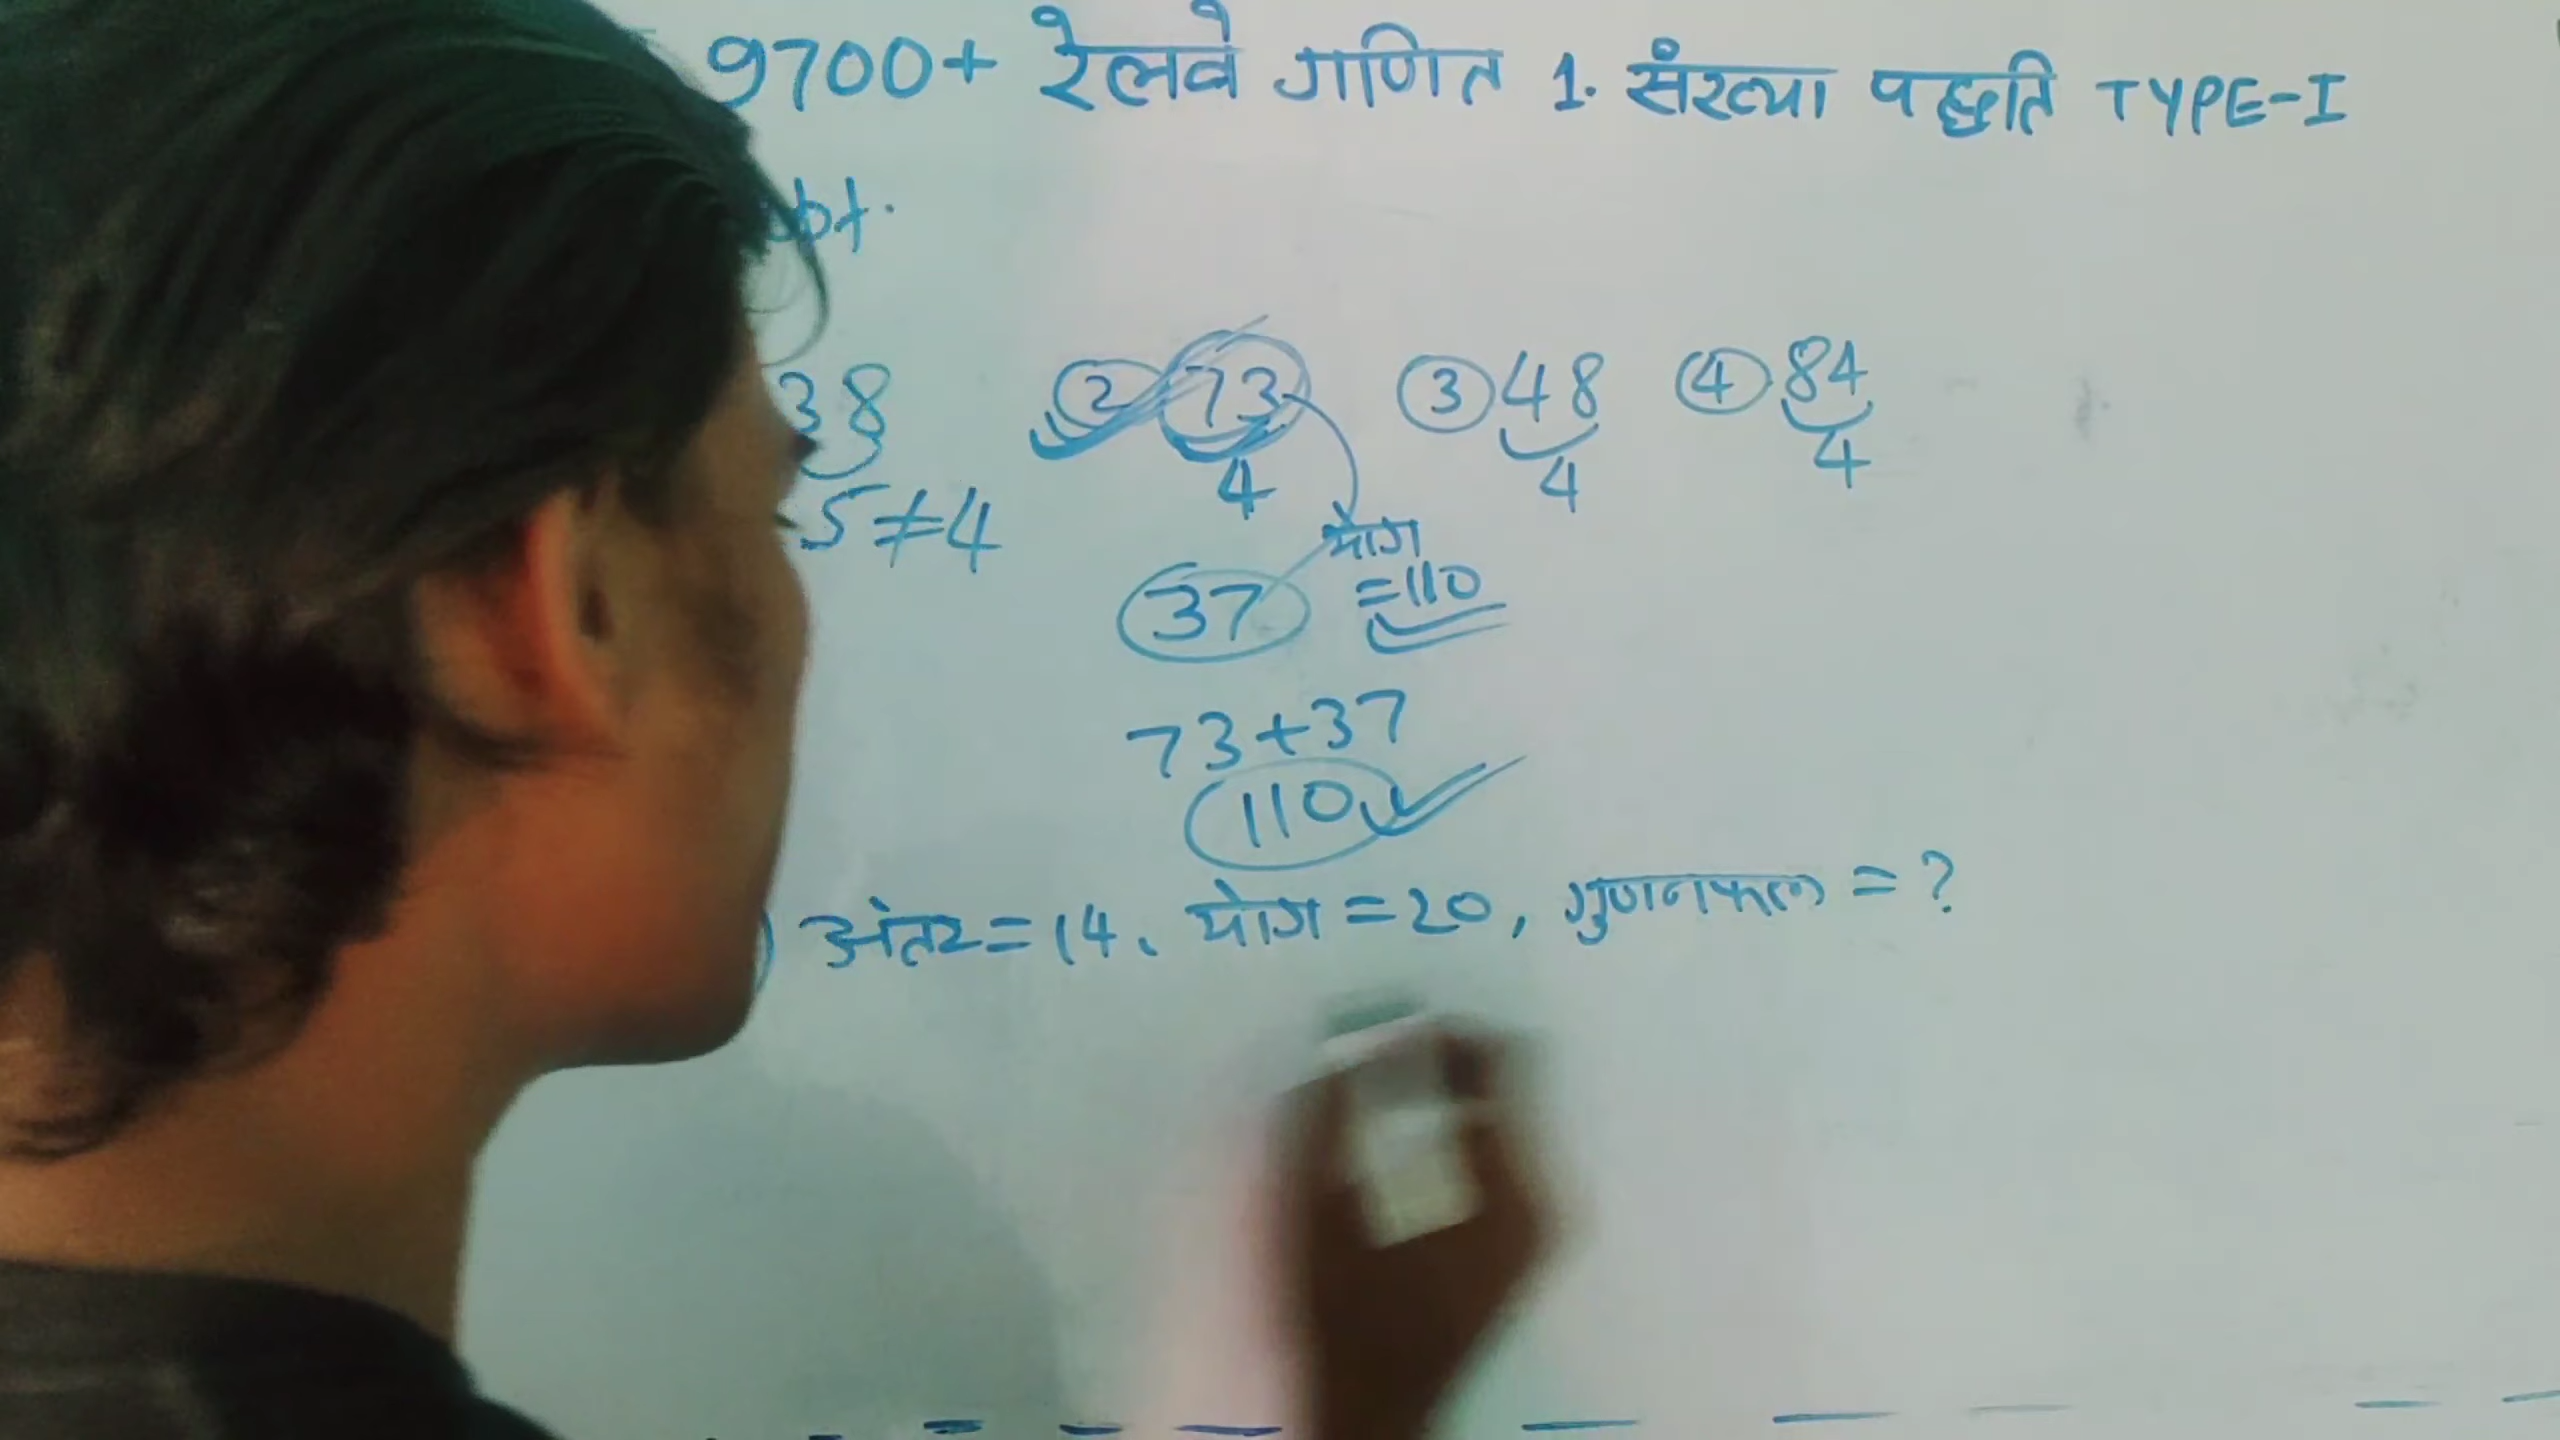 9700+ रेलवे गणित 1. संख्या पद्धति TYPE-I
38 ② 73 ③ 48 ④ 84
5≠4 4 4 4
योग
37 =110
73+37
110
) अंतर=14, योग=20, गुणनफल=?